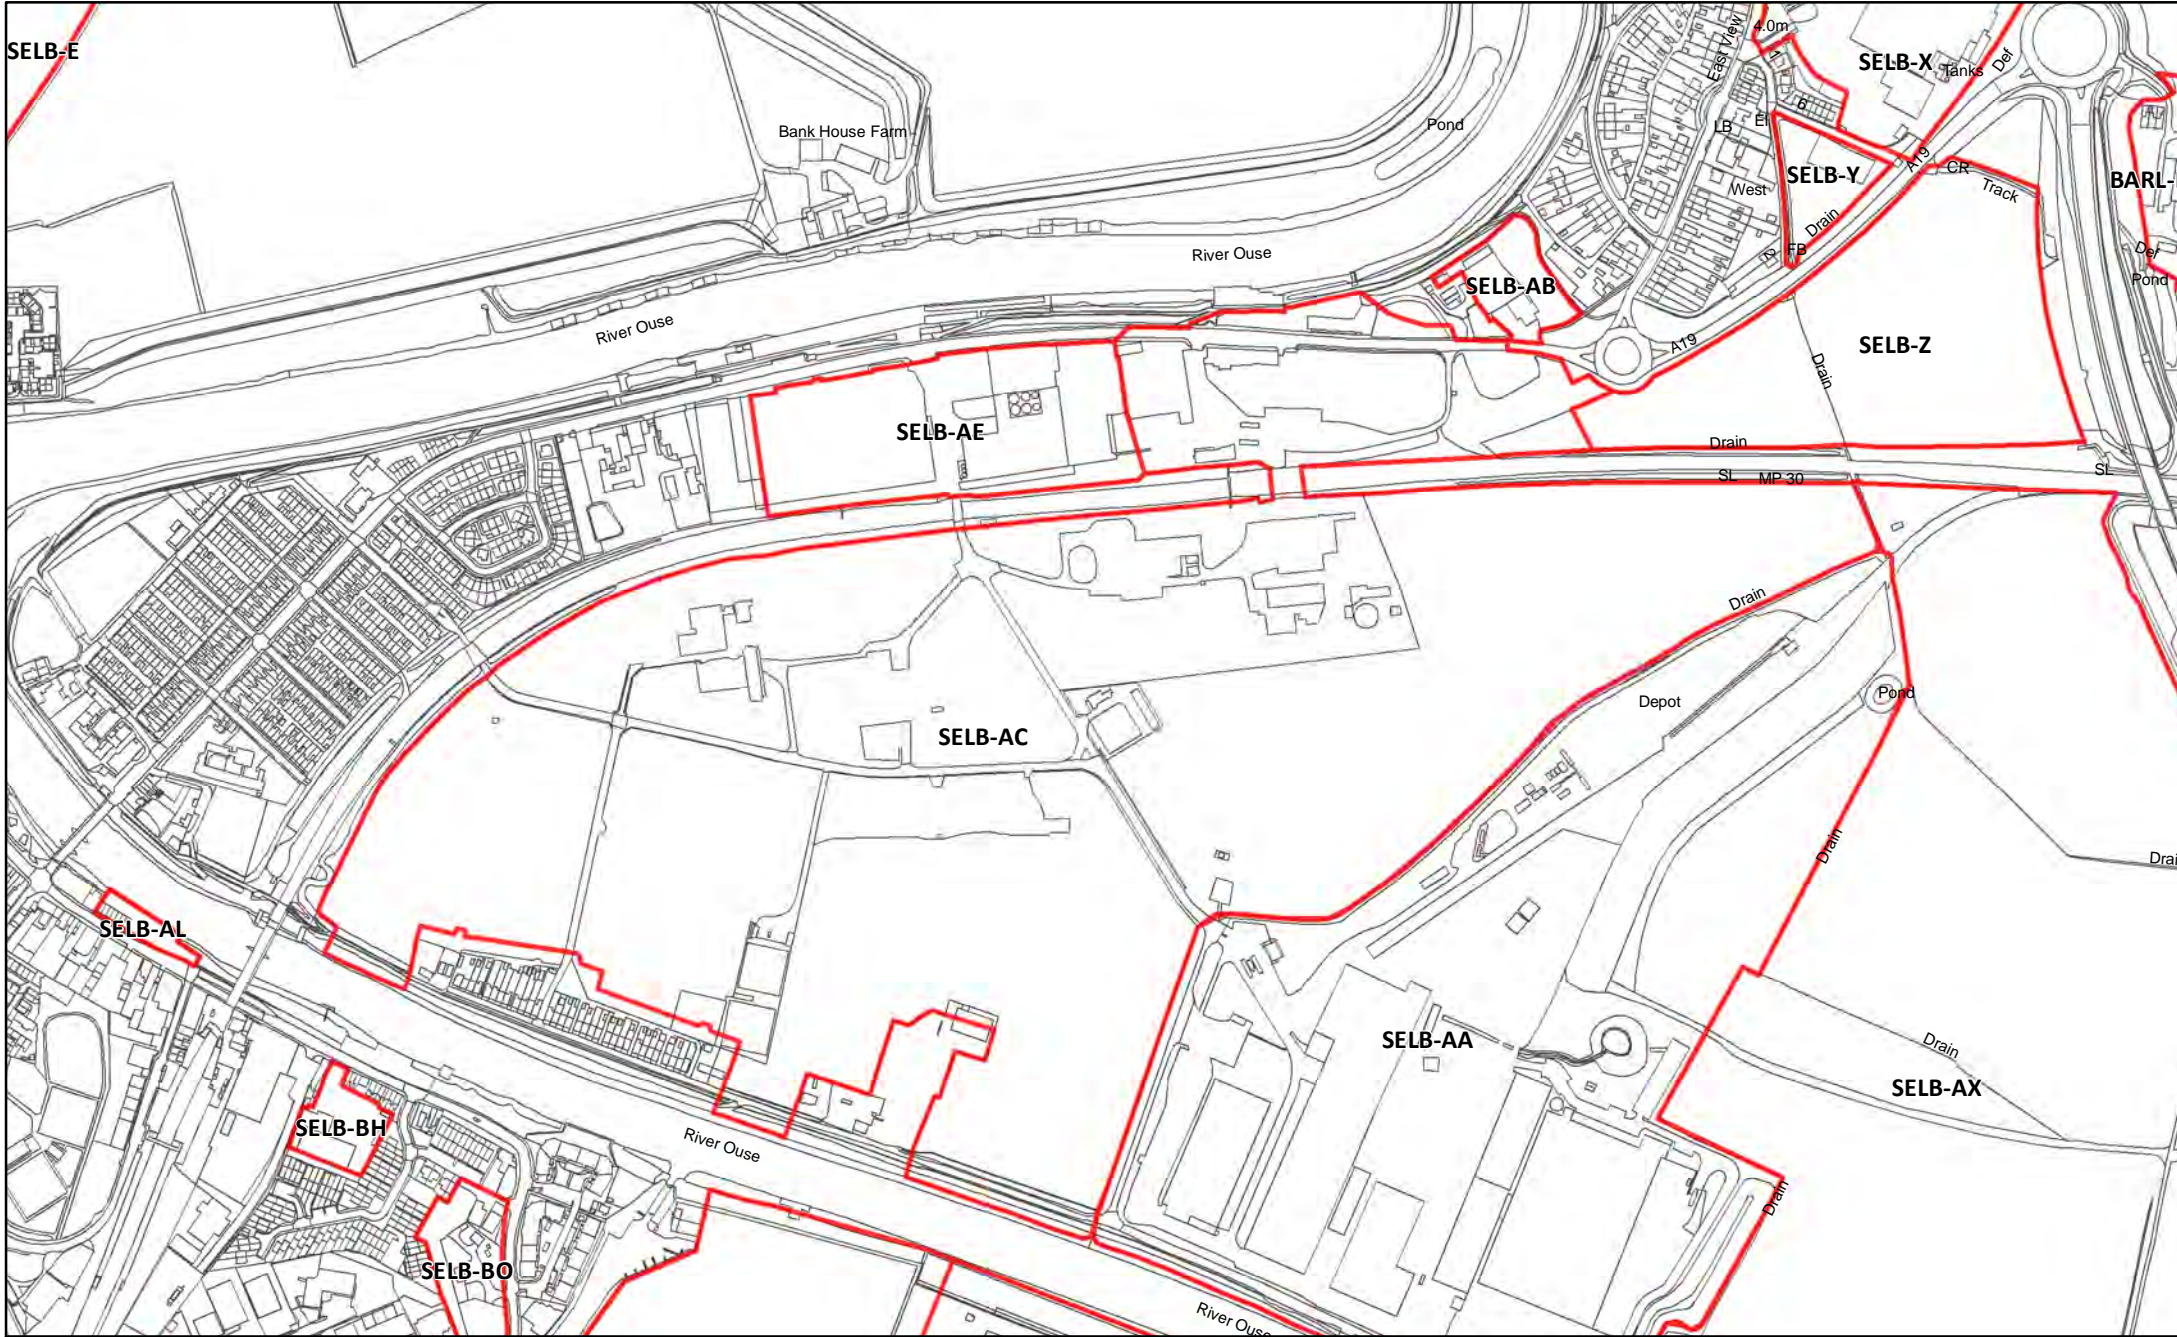 SELB-E
4.0m
East View
SELB-X
Tanks
Def
1
6
Bank House Farm
Pond
LB
El
A19
CR
Track
West
SELB-Y
BARL-
Drain
FB
2
Def
Pond
River Ouse
SELB-AB
River Ouse
A19
SELB-Z
Drain
SELB-AE
Drain
SL
SL
MP 30
Drain
Depot
Pond
SELB-AC
Drain
Drai
SELB-AL
SELB-AA
Drain
SELB-AX
SELB-BH
River Ouse
Drain
SELB-BO
River Ouse